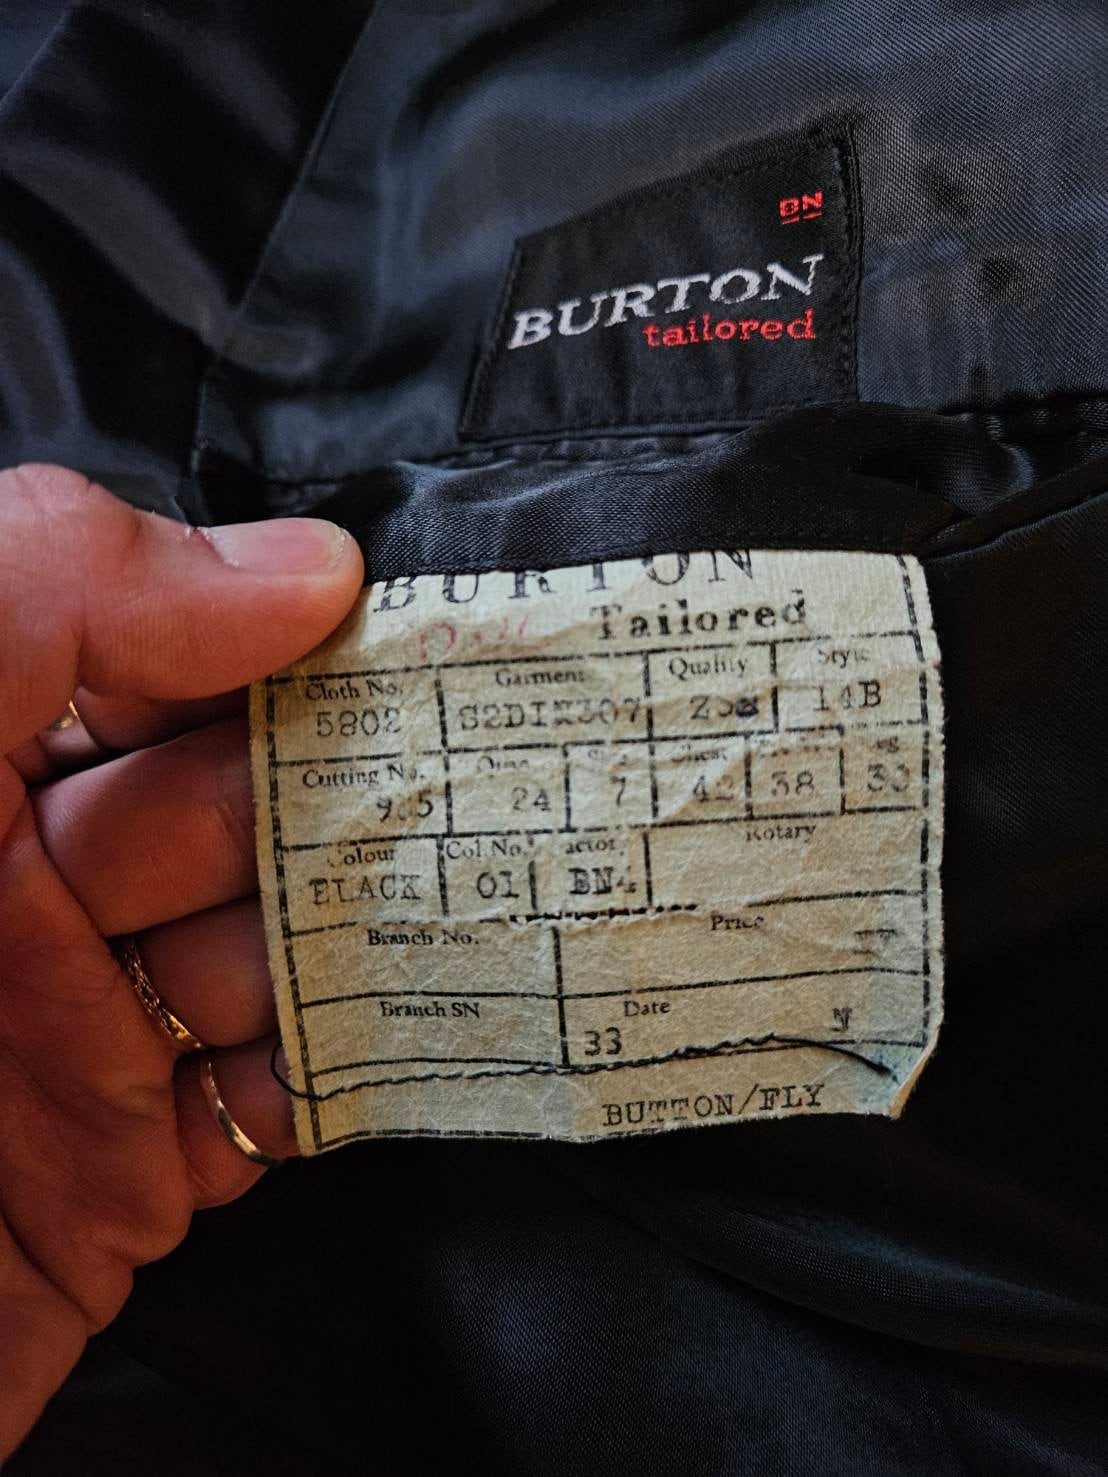 BN
BURTON
tailored
BURTON
Tailored
Cloth No. Garment Quality Style
5802 14B
Cutting No.
24 7 42 38
Colour Col No. Rotary
BLACK 01 BN4
Branch No. Price
Branch SN Date
33 N
BUTTON/FLY